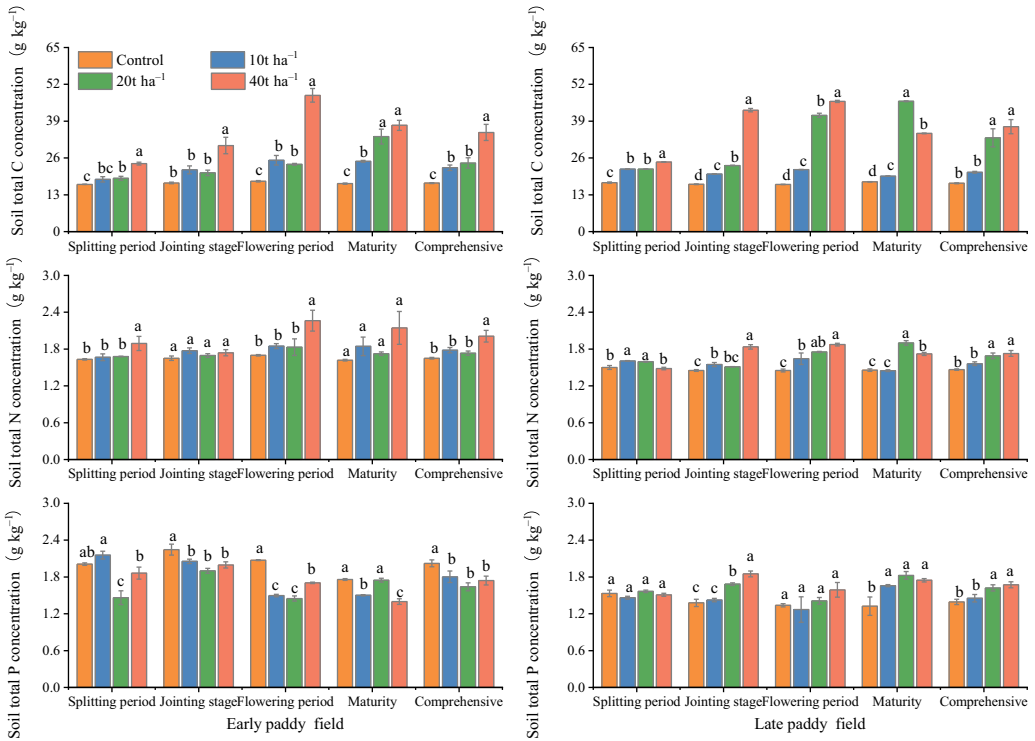 Soil total C concentration（g kg⁻¹）
65
52
39
26
13
0
Control
10t ha⁻¹
20t ha⁻¹
40t ha⁻¹
c bc b a
b b b a
c b b a
c b a a
c b b a
Splitting period Jointing stage Flowering period Maturity Comprehensive
Soil total C concentration（g kg⁻¹）
65
52
39
26
13
0
c b b a
d c b a
d c b a
d c a b
c b a a
Splitting period Jointing stage Flowering period Maturity Comprehensive
Soil total N concentration（g kg⁻¹）
3.0
2.4
1.8
1.2
0.6
0.0
b b b a
a a a a
b b b a
a a a a
b b b a
Splitting period Jointing stage Flowering period Maturity Comprehensive
Soil total N concentration（g kg⁻¹）
3.0
2.4
1.8
1.2
0.6
0.0
b a a b
c b bc a
c b ab a
c c a b
c b a a
Splitting period Jointing stage Flowering period Maturity Comprehensive
Soil total P concentration（g kg⁻¹）
3.0
2.4
1.8
1.2
0.6
0.0
ab a c b
a b b b
a c c b
a b a c
a b b b
Splitting period Jointing stage Flowering period Maturity Comprehensive
Early paddy field
Soil total P concentration（g kg⁻¹）
3.0
2.4
1.8
1.2
0.6
0.0
a a a a
c c b a
a a a a
b a a a
b b a a
Splitting period Jointing stage Flowering period Maturity Comprehensive
Late paddy field